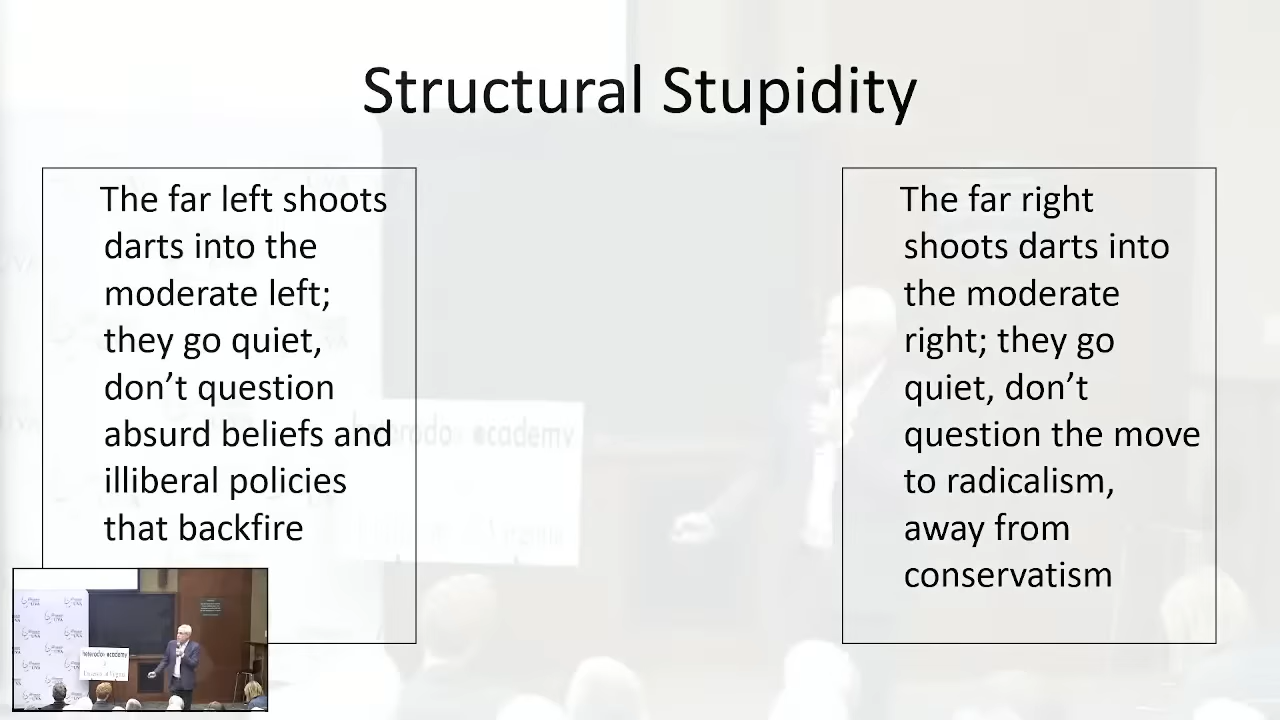 Structural Stupidity
The far left shoots
darts into the
moderate left;
they go quiet,
don’t question
absurd beliefs and
illiberal policies
that backfire
The far right
shoots darts into
the moderate
right; they go
quiet, don’t
question the move
to radicalism,
away from
conservatism
heterodox academy